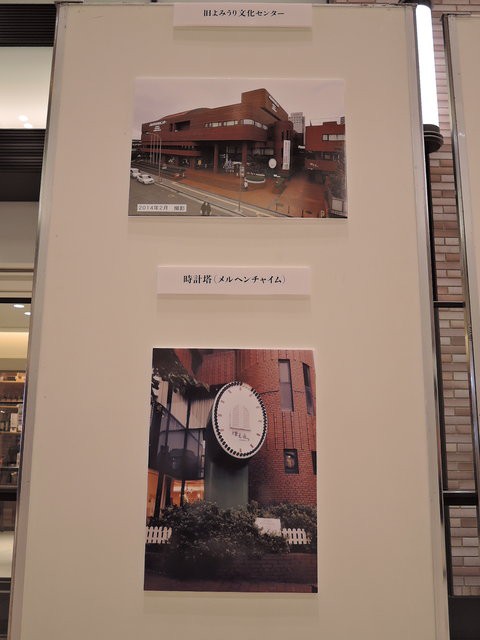 旧よみうり文化センター
2014年2月 撮影
時計塔(メルヘンチャイム)